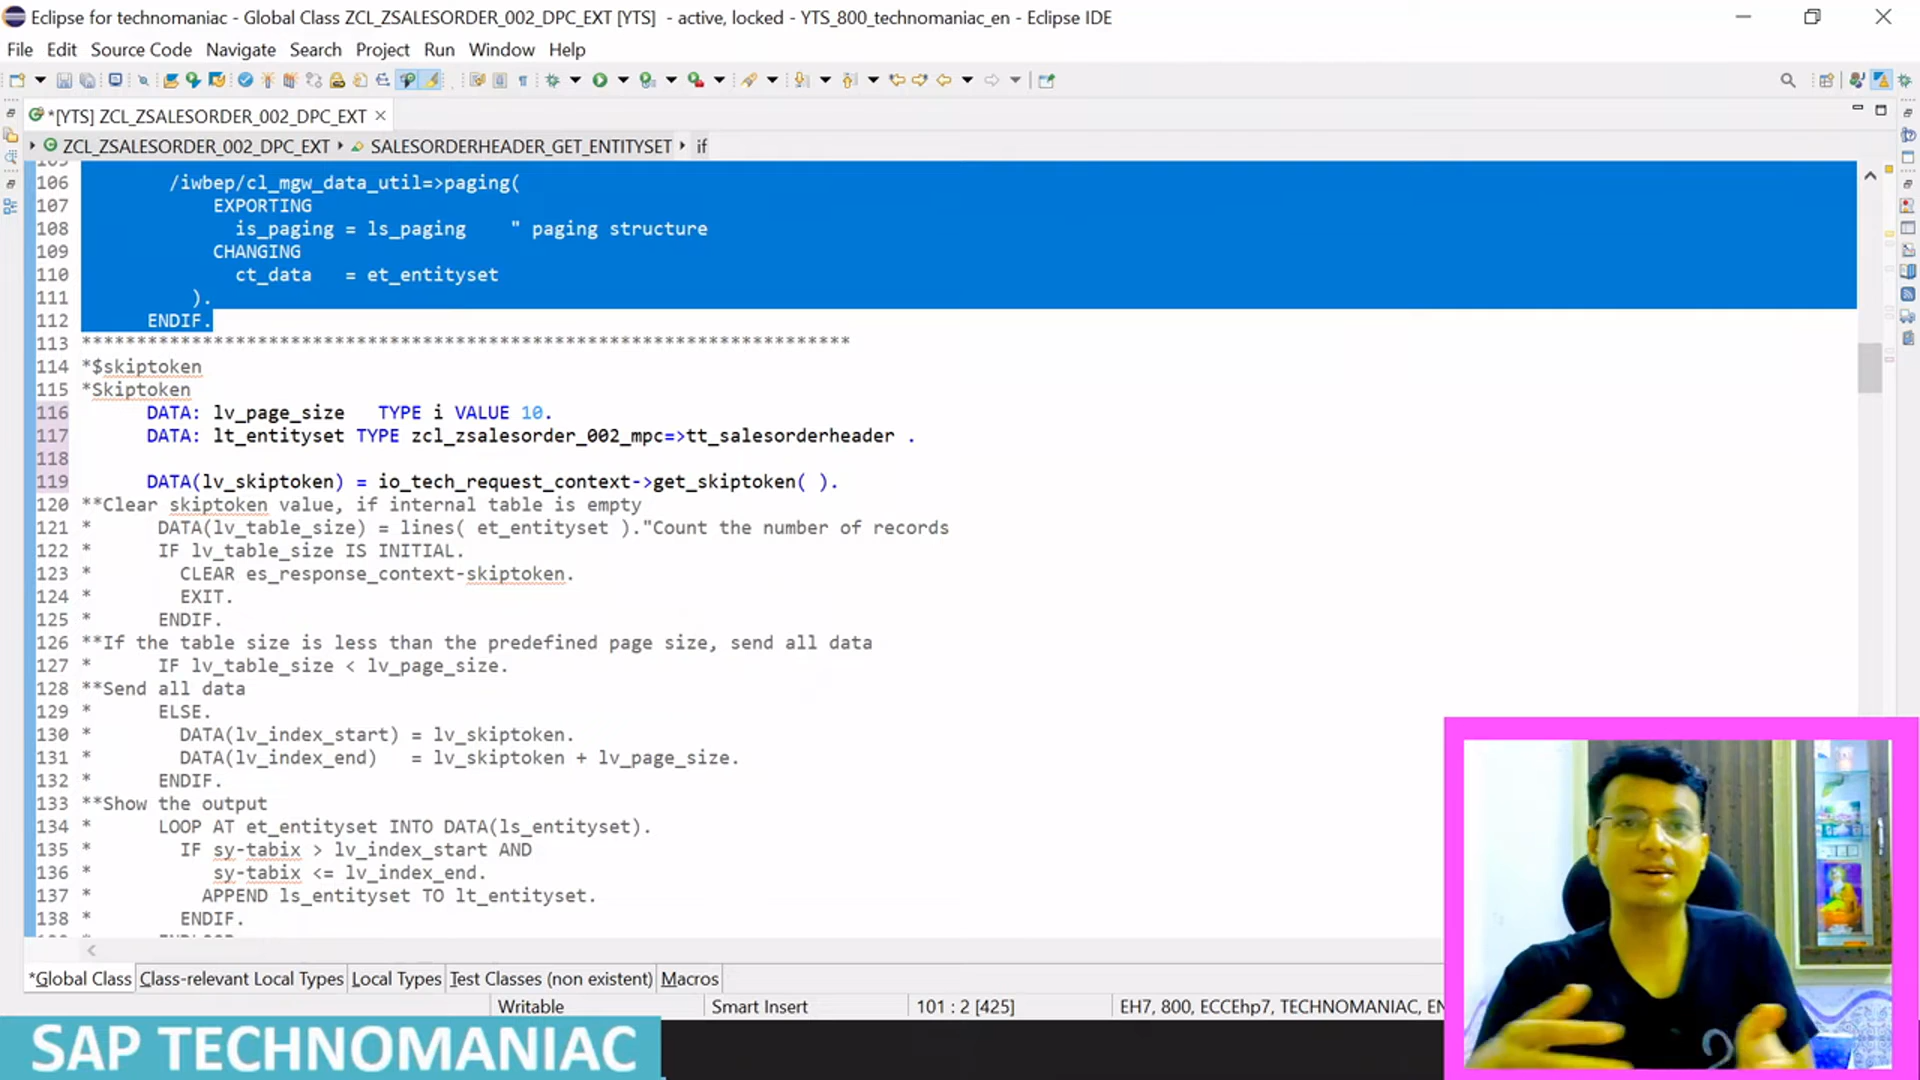 Eclipse for technomaniac - Global Class ZCL_ZSALESORDER_002_DPC_EXT [YTS] - active, locked - YTS_800_technomaniac_en - Eclipse IDE
File Edit Source Code Navigate Search Project Run Window Help
*[YTS] ZCL_ZSALESORDER_002_DPC_EXT
ZCL_ZSALESORDER_002_DPC_EXT SALESORDERHEADER_GET_ENTITYSET if
106 /iwbep/cl_mgw_data_util=>paging(
107 EXPORTING
108 is_paging = ls_paging " paging structure
109 CHANGING
110 ct_data = et_entityset
111 ).
112 ENDIF.
113 **********************************************************************
114 *$skiptoken
115 *Skiptoken
116 DATA: lv_page_size TYPE i VALUE 10.
117 DATA: lt_entityset TYPE zcl_zsalesorder_002_mpc=>tt_salesorderheader .
118
119 DATA(lv_skiptoken) = io_tech_request_context->get_skiptoken( ).
120 **Clear skiptoken value, if internal table is empty
121 * DATA(lv_table_size) = lines( et_entityset )."Count the number of records
122 * IF lv_table_size IS INITIAL.
123 * CLEAR es_response_context-skiptoken.
124 * EXIT.
125 * ENDIF.
126 **If the table size is less than the predefined page size, send all data
127 * IF lv_table_size < lv_page_size.
128 **Send all data
129 * ELSE.
130 * DATA(lv_index_start) = lv_skiptoken.
131 * DATA(lv_index_end) = lv_skiptoken + lv_page_size.
132 * ENDIF.
133 **Show the output
134 * LOOP AT et_entityset INTO DATA(ls_entityset).
135 * IF sy-tabix > lv_index_start AND
136 * sy-tabix <= lv_index_end.
137 * APPEND ls_entityset TO lt_entityset.
138 * ENDIF.
*Global Class Class-relevant Local Types Local Types Test Classes (non existent) Macros
Writable Smart Insert 101 : 2 [425] EH7, 800, ECCEhp7, TECHNOMANIAC, EN
SAP TECHNOMANIAC